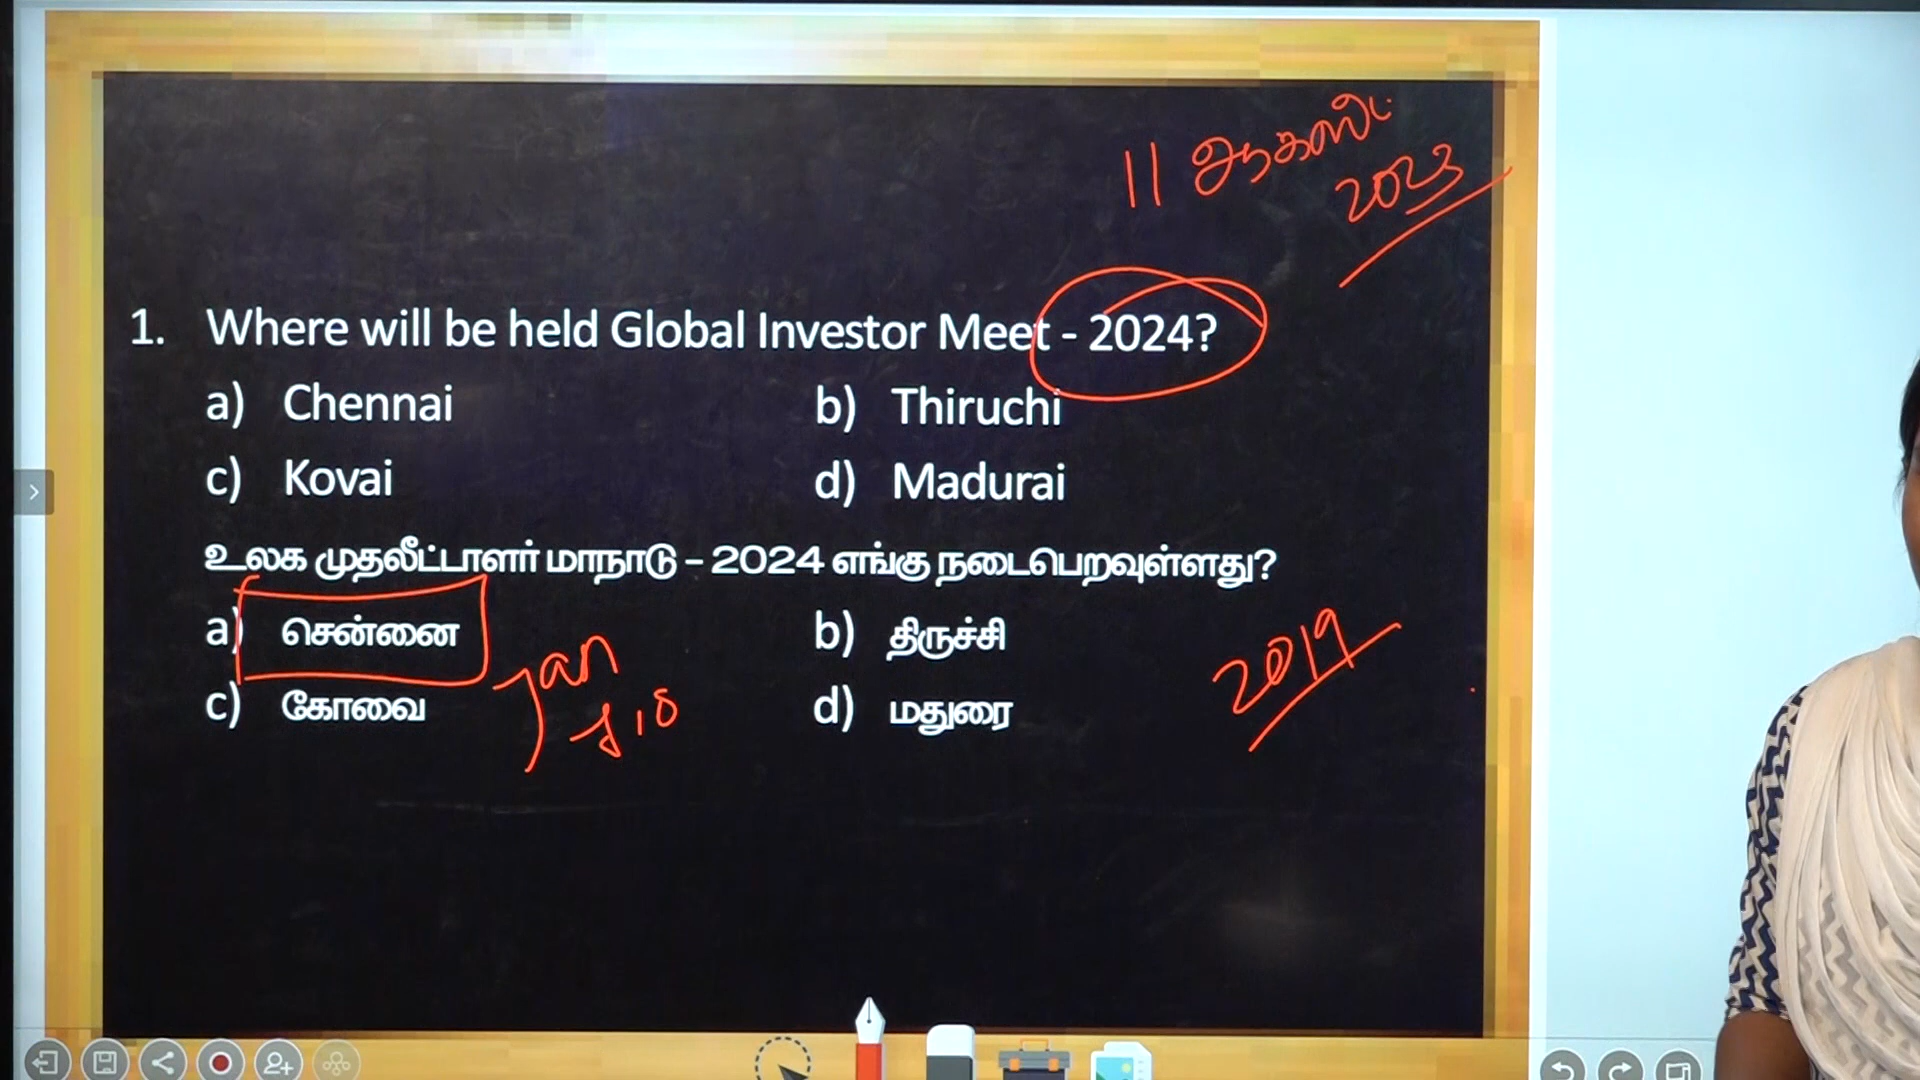 11 ஆகஸ்ட்
2023
1. Where will be held Global Investor Meet - 2024?
a) Chennai b) Thiruchi
c) Kovai d) Madurai
உலக முதலீட்டாளர் மாநாடு – 2024 எங்கு நடைபெறவுள்ளது?
a) சென்னை b) திருச்சி
Jan
2019
c) கோவை d) மதுரை